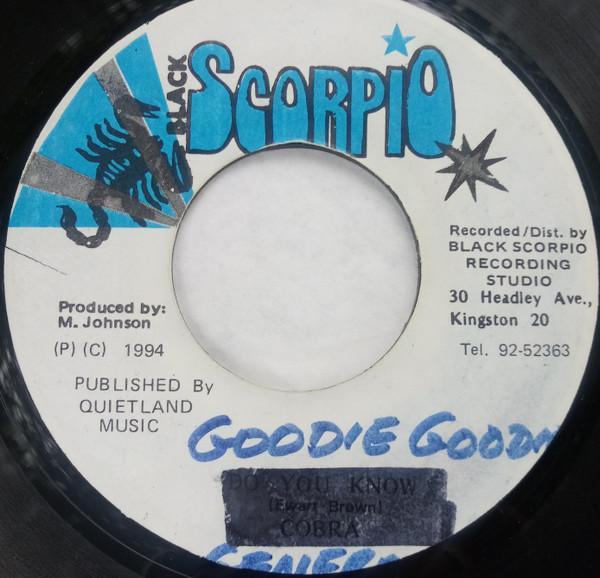 BLACK
SCORPIO
Recorded/Dist. by
BLACK SCORPIO
RECORDING
STUDIO
30 Headley Ave.,
Kingston 20
Tel. 92-52363
Produced by:
M. Johnson
(P) (C) 1994
PUBLISHED By
QUIETLAND
MUSIC
GOODIE
DO YOU KNOW
(Ewart Brown)
COBRA